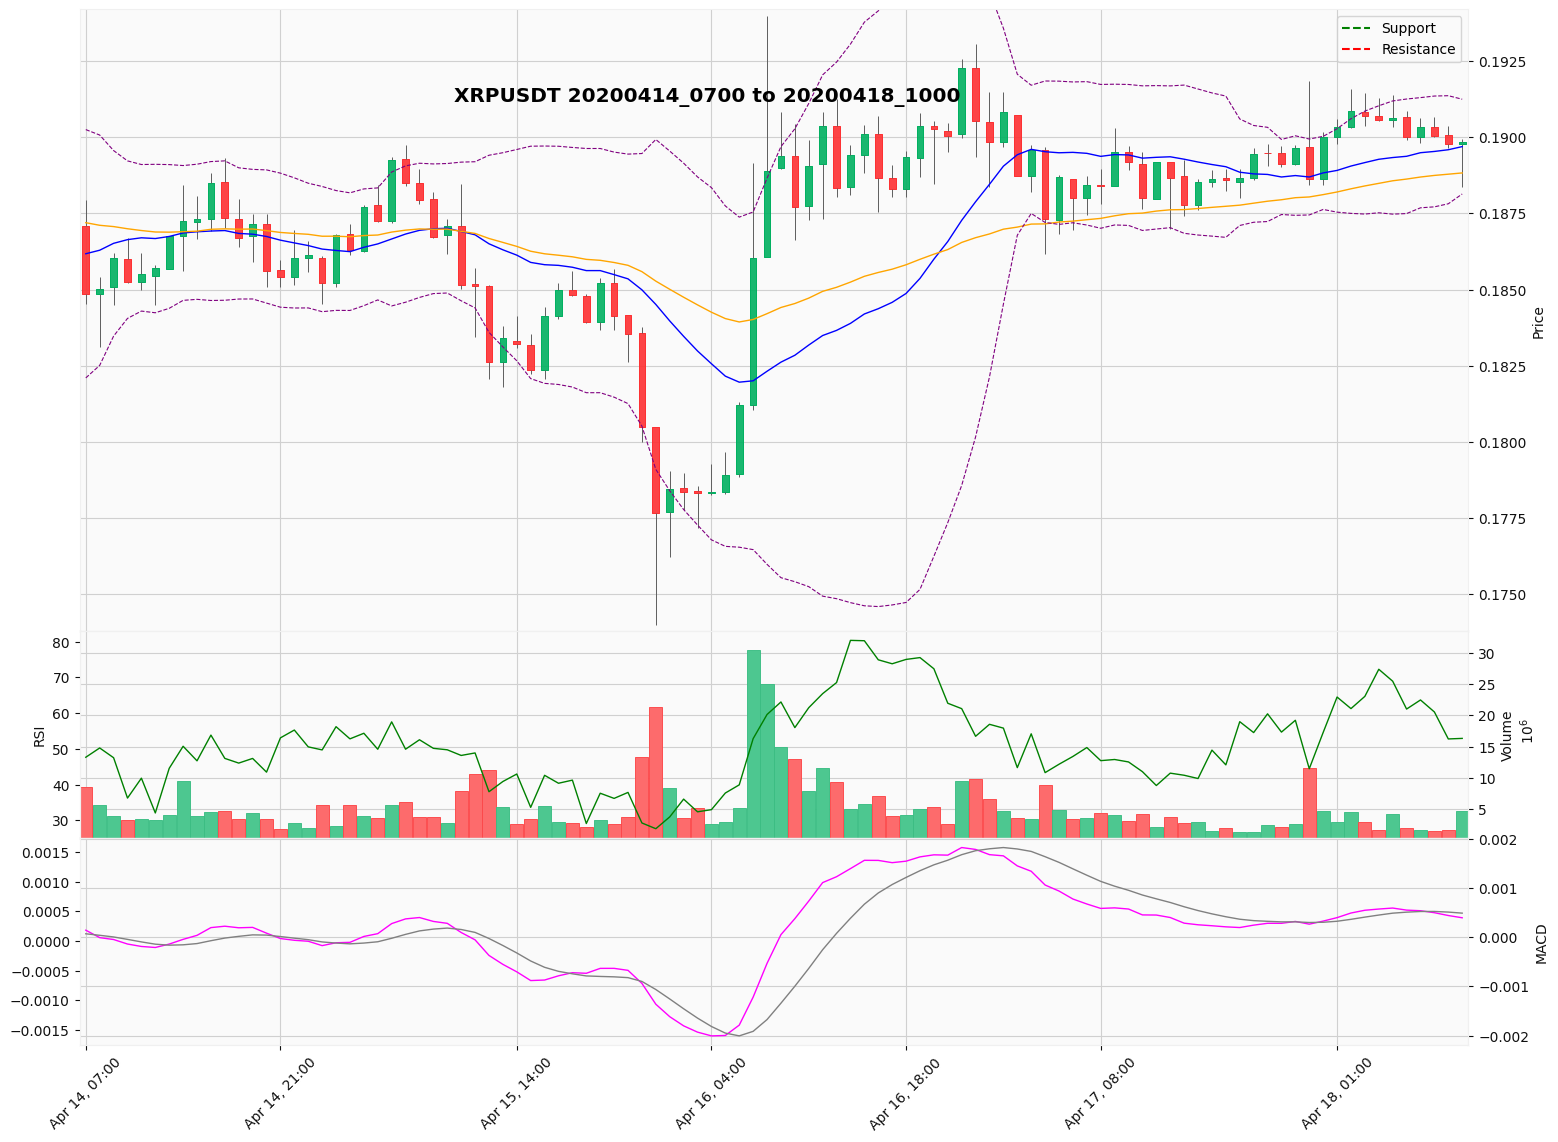 XRPUSDT 20200414_0700 to 20200418_1000
Support
Resistance
0.1925
0.1900
0.1875
0.1850
0.1825
0.1800
0.1775
0.1750
Price
80
70
60
50
40
30
RSI
30
25
20
15
10
5
Volume
10^6
0.0015
0.0010
0.0005
0.0000
−0.0005
−0.0010
−0.0015
0.002
0.001
0.000
−0.001
−0.002
MACD
Apr 14, 07:00
Apr 14, 21:00
Apr 15, 14:00
Apr 16, 04:00
Apr 16, 18:00
Apr 17, 08:00
Apr 18, 01:00